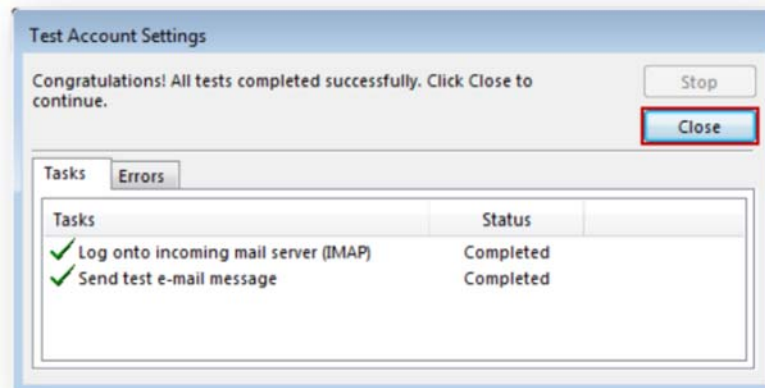 Test Account Settings
Congratulations! All tests completed successfully. Click Close to
continue.
Stop
Close
Tasks
Errors
Tasks Status
Log onto incoming mail server (IMAP) Completed
Send test e-mail message Completed